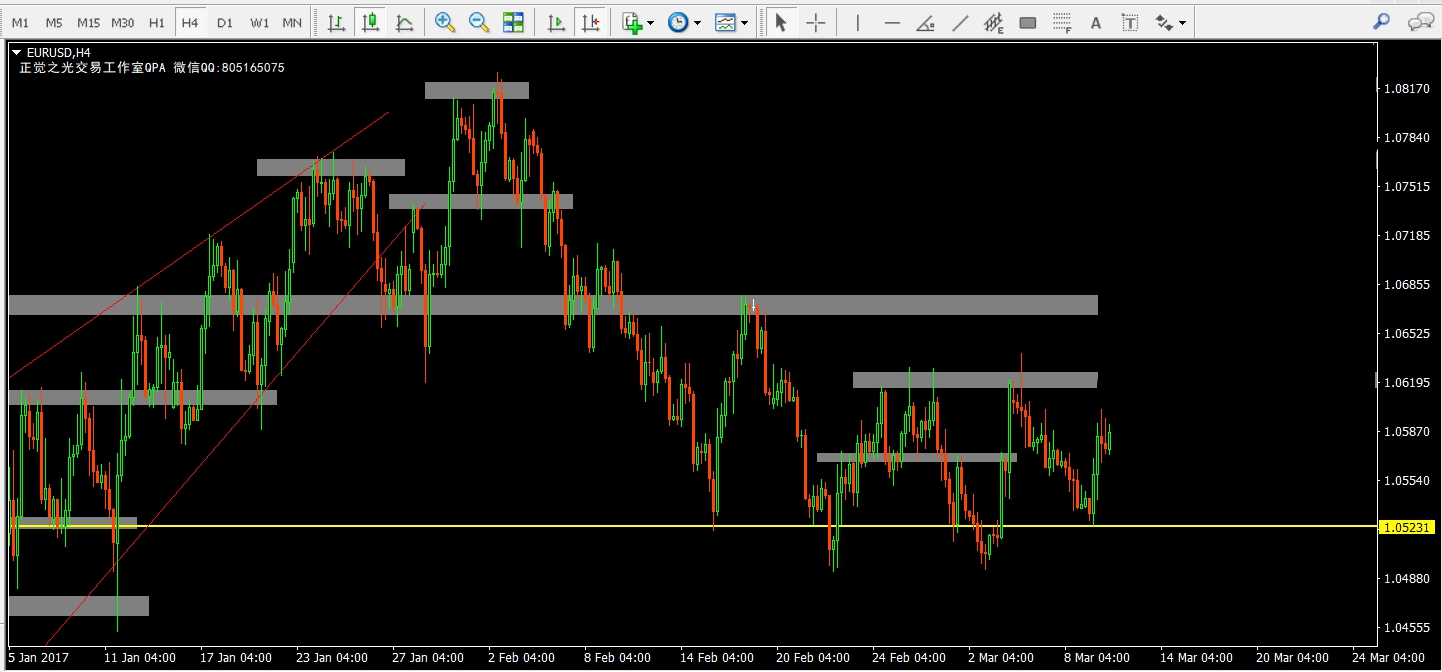 M1 M5 M15 M30 H1 H4 D1 W1 MN
E F A T
EURUSD,H4
正觉之光交易工作室QPA 微信QQ:805165075
1.08170
1.07840
1.07515
1.07185
1.06855
1.06525
1.06195
1.05870
1.05540
1.05231
1.04880
1.04555
5 Jan 2017 11 Jan 04:00 17 Jan 04:00 23 Jan 04:00 27 Jan 04:00 2 Feb 04:00 8 Feb 04:00 14 Feb 04:00 20 Feb 04:00 24 Feb 04:00 2 Mar 04:00 8 Mar 04:00 14 Mar 04:00 20 Mar 04:00 24 Mar 04:00